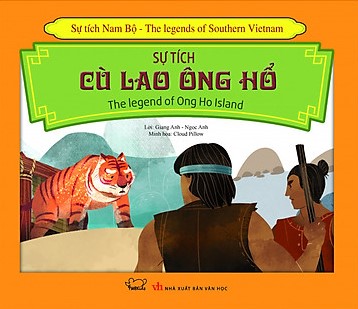 Sự tích Nam Bộ - The legends of Southern Vietnam
SỰ TÍCH
CÙ LAO ÔNG HỔ
The legend of Ong Ho Island
Lời: Giang Anh - Ngọc Anh
Minh họa: Cloud Pillow
vh NHÀ XUẤT BẢN VĂN HỌC